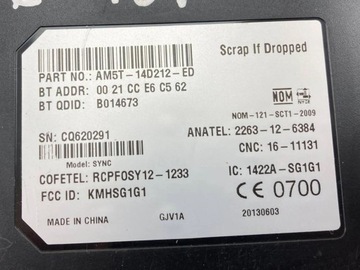 Scrap If Dropped
PART NO.: AM5T-14D212-ED
BT ADDR: 00 21 CC E6 C5 62
BT QDID: B014673
NOM
NOM-121-SCT1-2009
SN: CQ620291
ANATEL: 2263-12-6384
Model: SYNC
CNC: 16-11131
COFETEL: RCPFOSY12-1233
IC: 1422A-SG1G1
FCC ID: KMHSG1G1
CE 0700
MADE IN CHINA
GJV1A
20130603